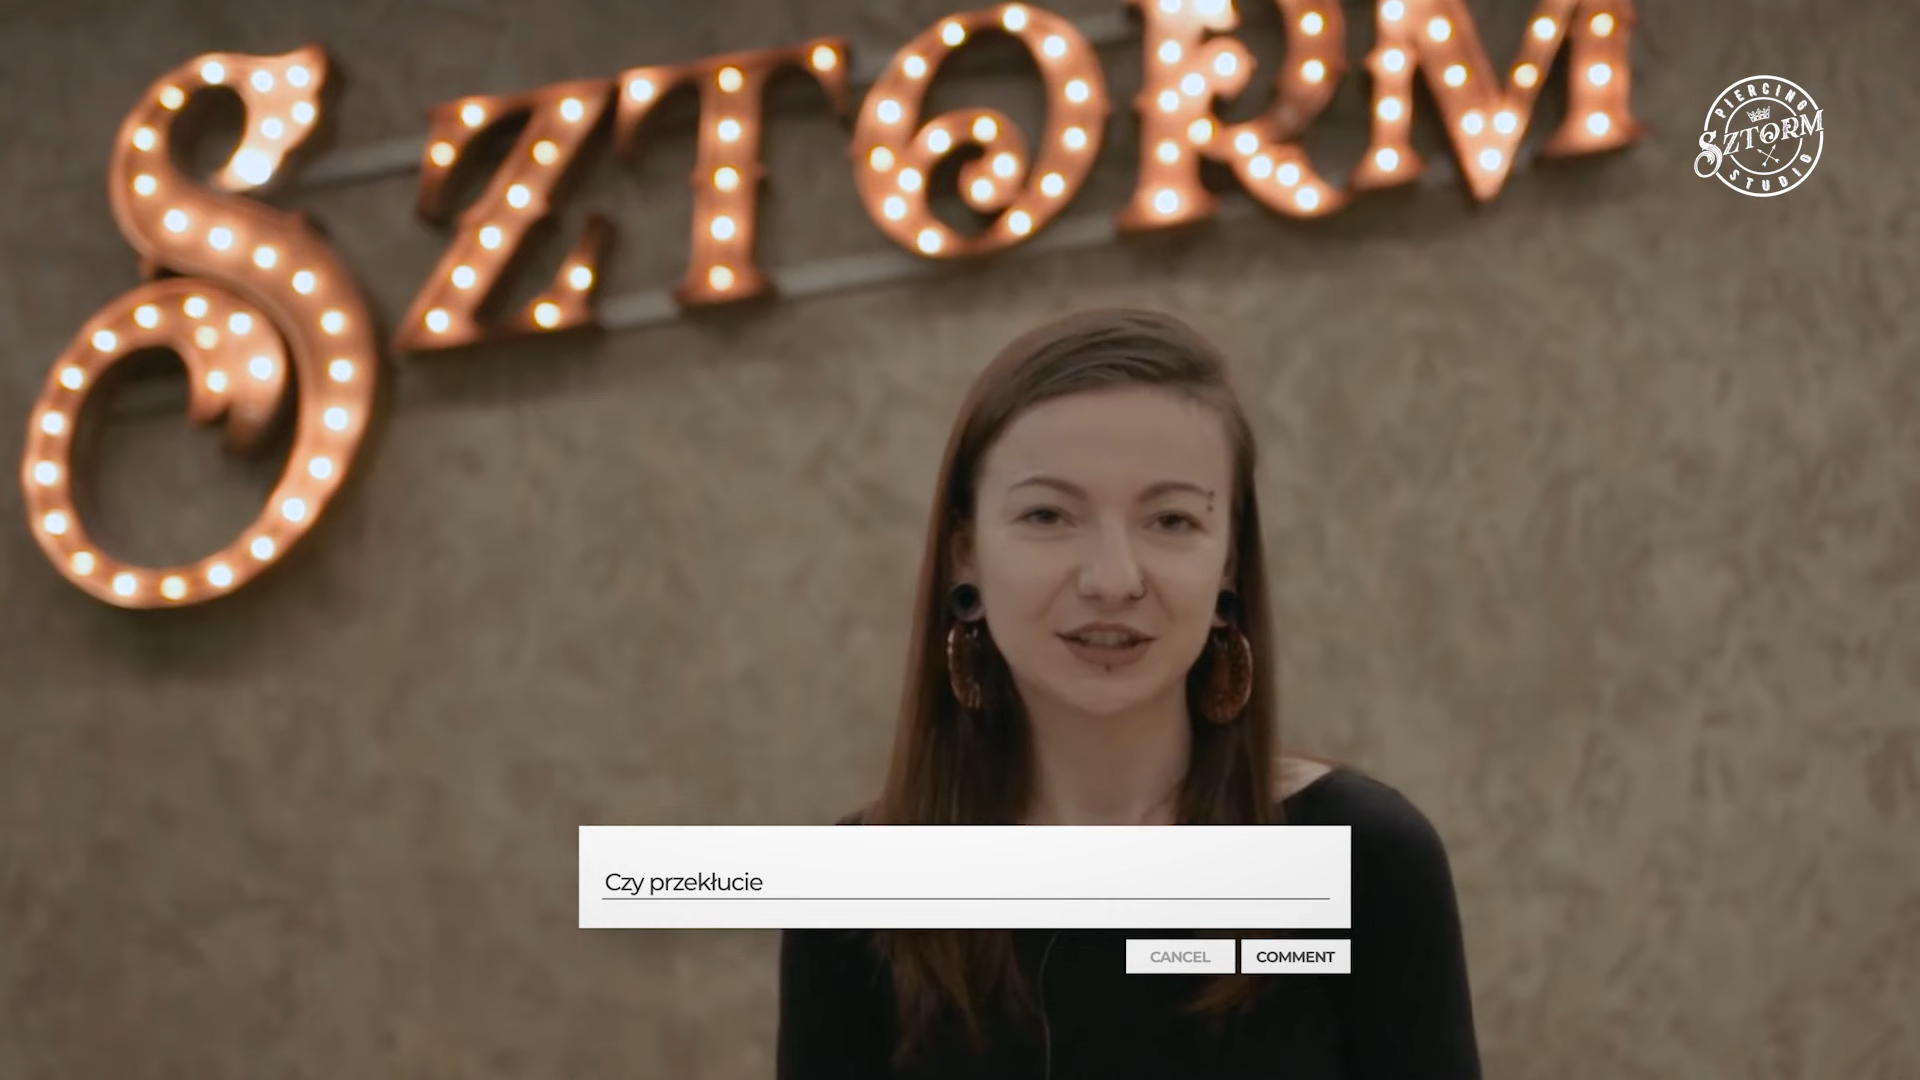 SZTORM
PIERCING
SZTORM
STUDIO
Czy przekłucie
CANCEL
COMMENT